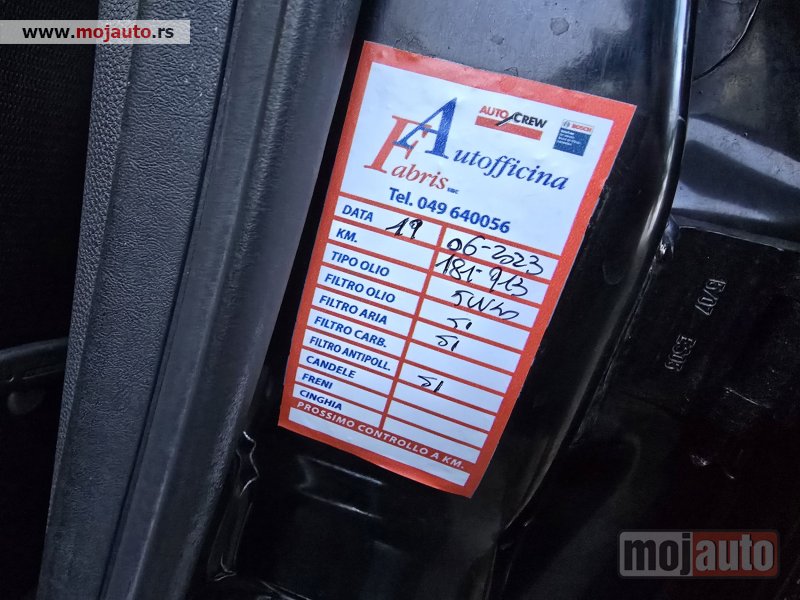 www.mojauto.rs
AUTO CREW
BOSCH
Autofficina
Fabris snc
Tel. 049 640056
DATA 19 06-2023
KM. 181-913
TIPO OLIO 5W30
FILTRO OLIO SI
FILTRO ARIA SI
FILTRO CARB.
FILTRO ANTIPOLL. SI
CANDELE
FRENI
CINGHIA
PROSSIMO CONTROLLO A KM.
mojauto